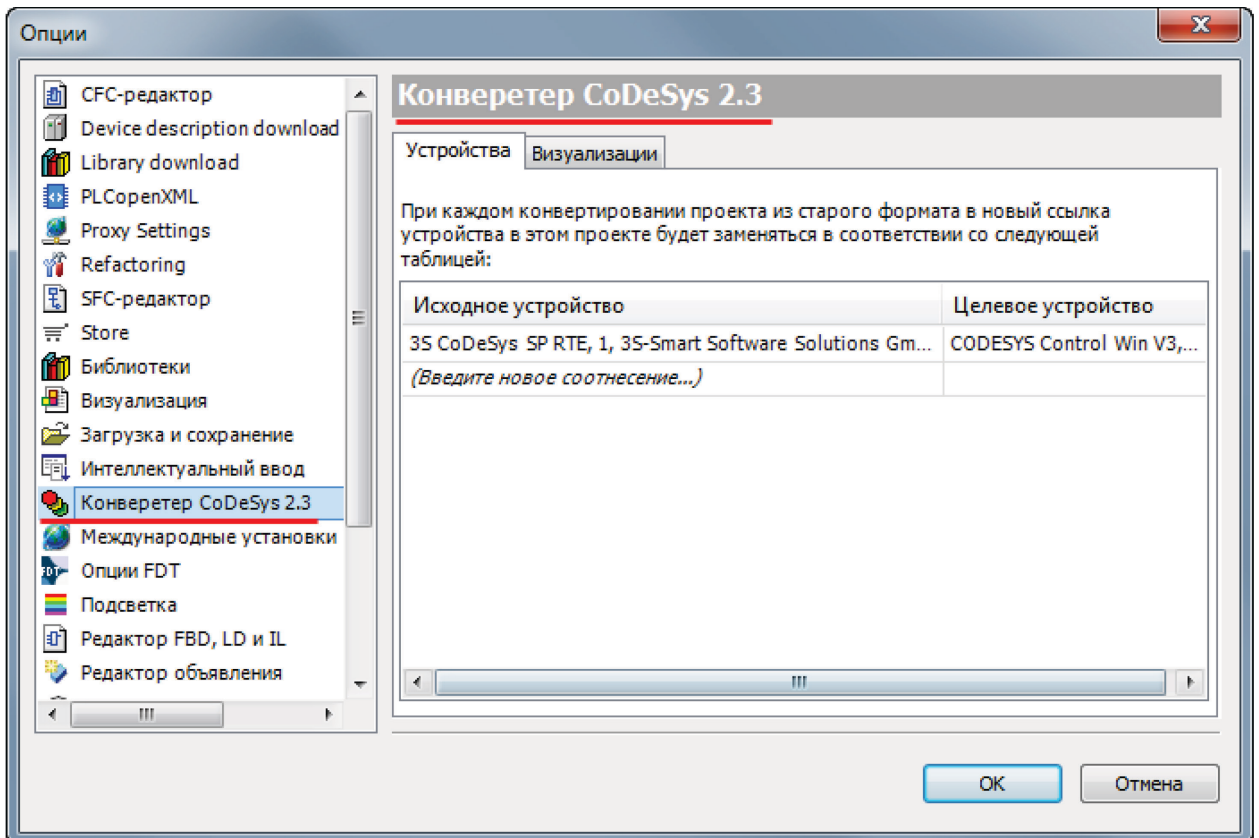 Опции
CFC-редактор
Device description download
Library download
PLCopenXML
Proxy Settings
Refactoring
SFC-редактор
Store
Библиотеки
Визуализация
Загрузка и сохранение
Интеллектуальный ввод
Конверетер CoDeSys 2.3
Международные установки
Опции FDT
Подсветка
Редактор FBD, LD и IL
Редактор объявления
Конверетер CoDeSys 2.3
Устройства Визуализации
При каждом конвертировании проекта из старого формата в новый ссылка
устройства в этом проекте будет заменяться в соответствии со следующей
таблицей:
Исходное устройство Целевое устройство
3S CoDeSys SP RTE, 1, 3S-Smart Software Solutions Gm... CODESYS Control Win V3,...
(Введите новое соотнесение...)
OK Отмена